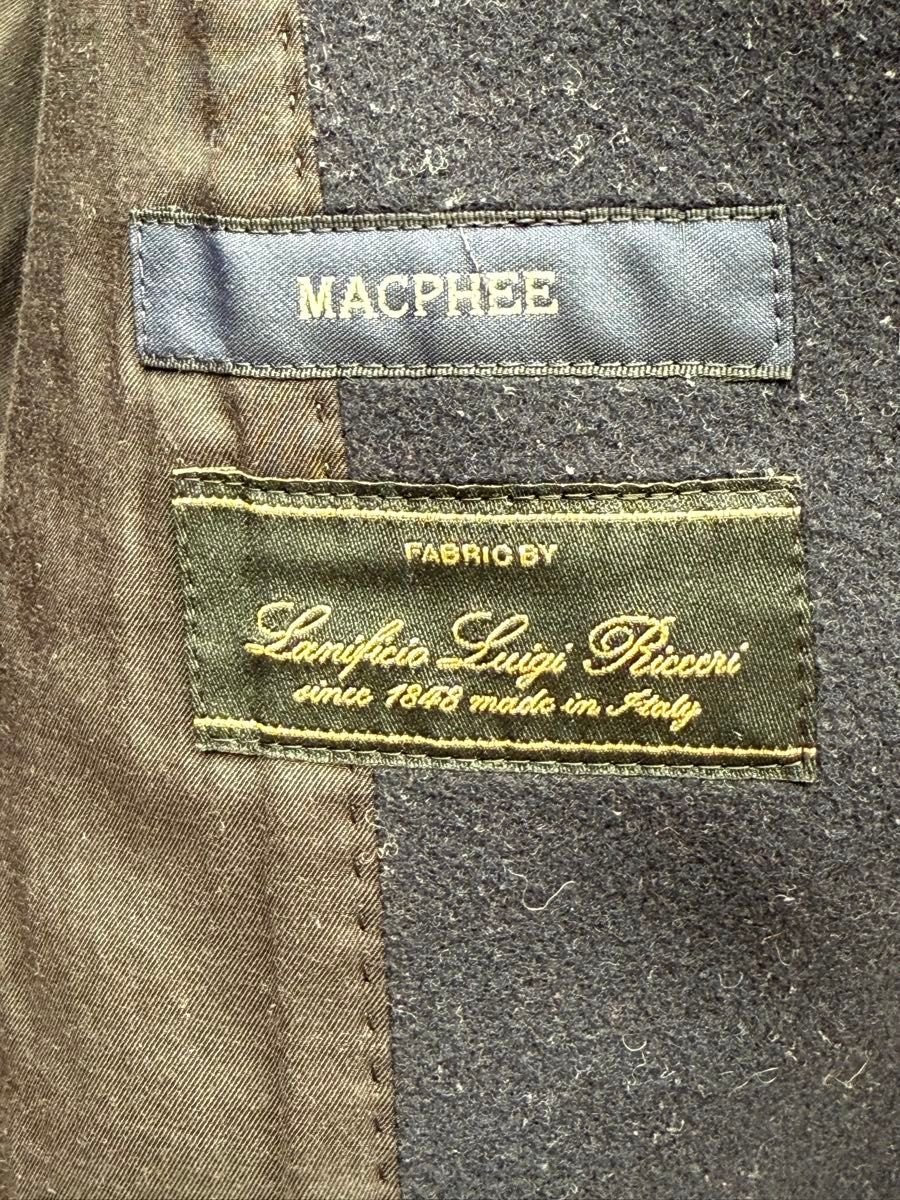 MACPHEE
FABRIC BY
Lanificio Luigi Ricceri
since 1848 made in Italy